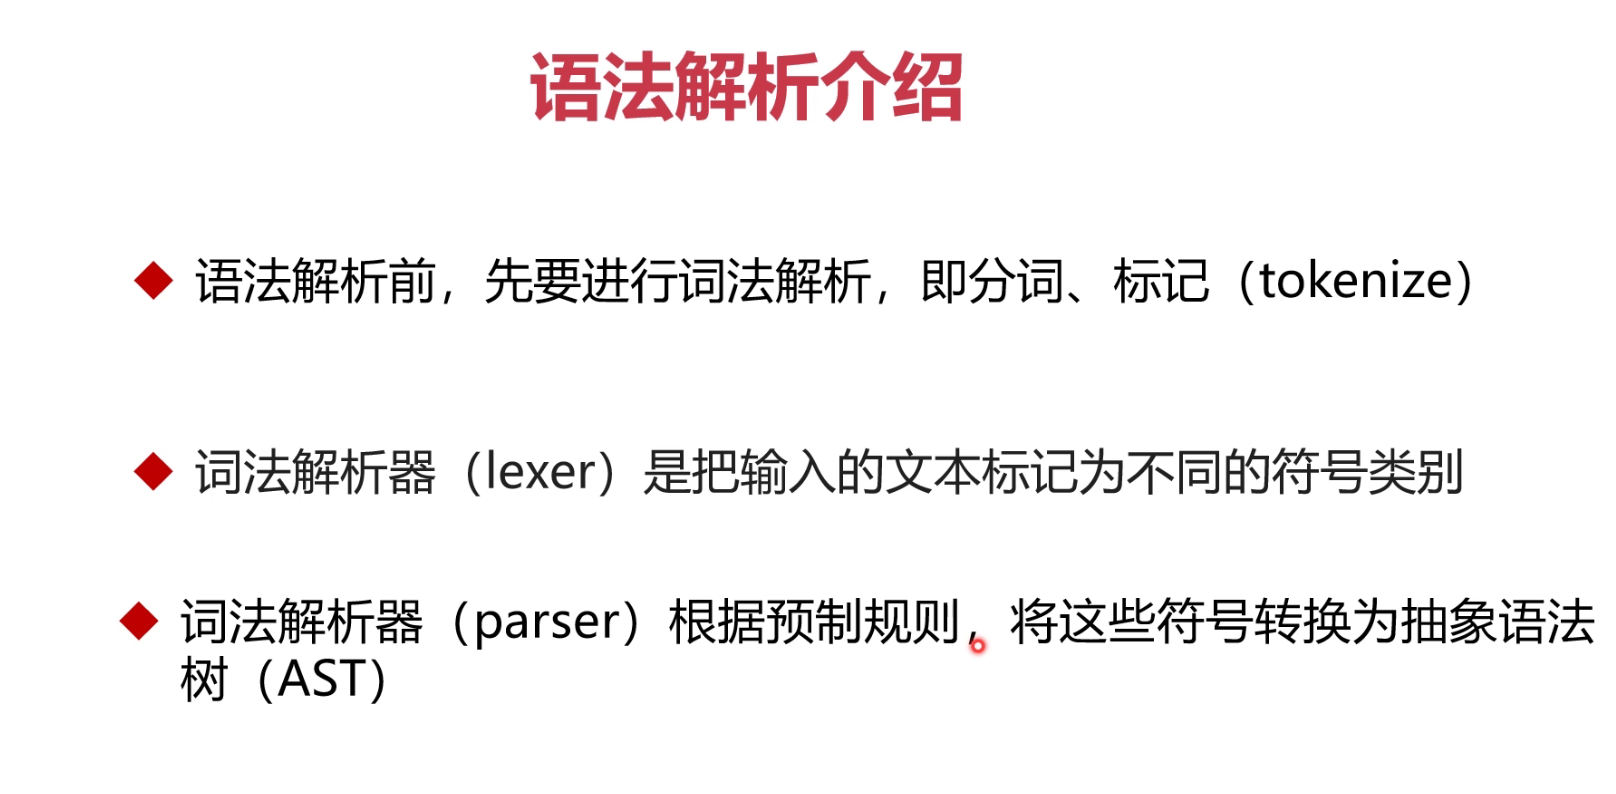 语法解析介绍
语法解析前，先要进行词法解析，即分词、标记（tokenize）
词法解析器（lexer）是把输入的文本标记为不同的符号类别
词法解析器（parser）根据预制规则，将这些符号转换为抽象语法
树（AST）